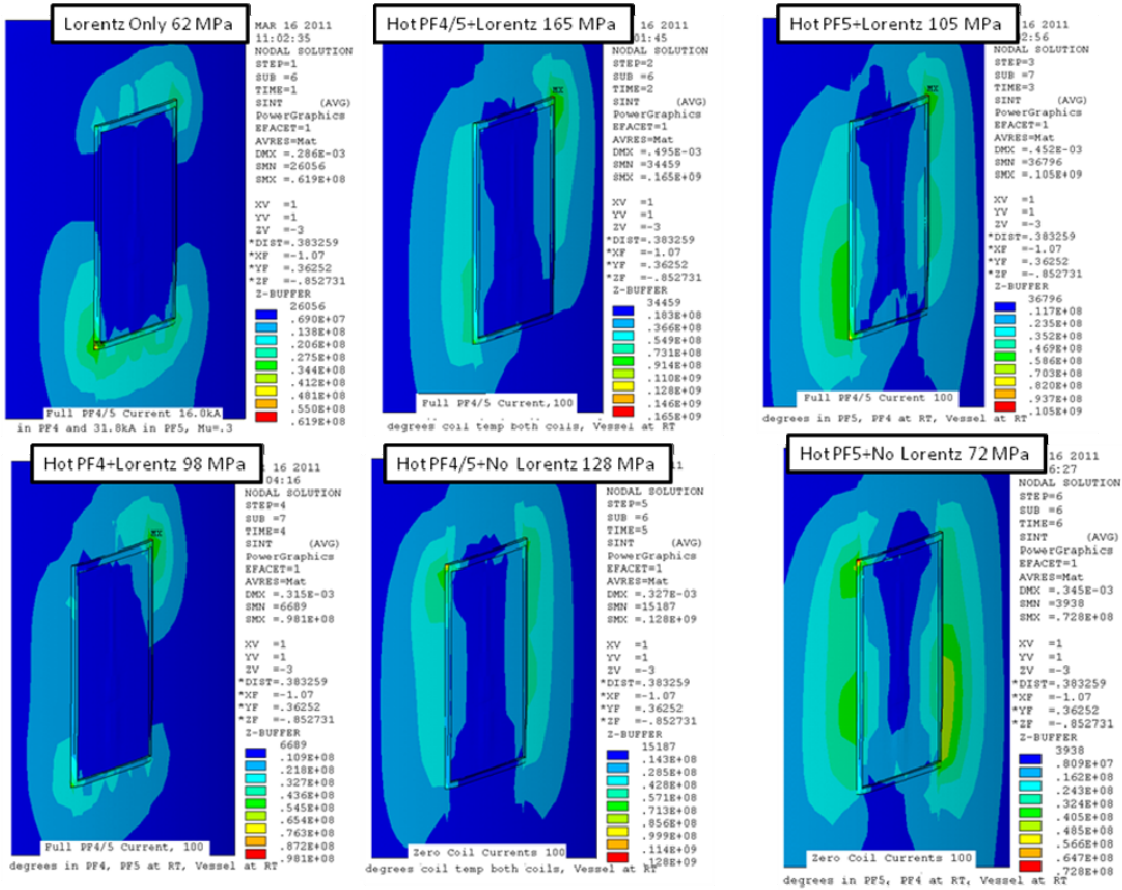 Lorentz Only 62 MPa
MAR 16 2011
11:02:35
NODAL SOLUTION
STEP=1
SUB =6
TIME=1
SINT (AVG)
PowerGraphics
EFACET=1
AVRES=Mat
DMX =.286E-03
SMN =26056
SMX =.619E+08
XV =1
YV =1
ZV =-3
*DIST=.383259
*XF =-1.07
*YF =.36252
*ZF =-.852731
Z-BUFFER
26056
.690E+07
.138E+08
.206E+08
.275E+08
.344E+08
.412E+08
.481E+08
.550E+08
.619E+08
Full PF4/5 Current 16.0kA
in PF4 and 31.8kA in PF5, Mu=.3
Hot PF4/5+Lorentz 165 MPa
16 2011
01:45
NODAL SOLUTION
STEP=2
SUB =6
TIME=2
SINT (AVG)
PowerGraphics
EFACET=1
AVRES=Mat
DMX =.495E-03
SMN =34459
SMX =.165E+09
XV =1
YV =1
ZV =-3
*DIST=.383259
*XF =-1.07
*YF =.36252
*ZF =-.852731
Z-BUFFER
34459
.183E+08
.366E+08
.549E+08
.731E+08
.914E+08
.110E+09
.128E+09
.146E+09
.165E+09
MX
Full PF4/5 Current,100
degrees coil temp both coils, Vessel at RT
Hot PF5+Lorentz 105 MPa
16 2011
2:56
NODAL SOLUTION
STEP=3
SUB =7
TIME=3
SINT (AVG)
PowerGraphics
EFACET=1
AVRES=Mat
DMX =.452E-03
SMN =36796
SMX =.105E+09
XV =1
YV =1
ZV =-3
*DIST=.383259
*XF =-1.07
*YF =.36252
*ZF =-.852731
Z-BUFFER
36796
.117E+08
.235E+08
.352E+08
.469E+08
.586E+08
.703E+08
.820E+08
.937E+08
.105E+09
MX
Full PF4/5 Current 100
degrees in PF5, PF4 at RT, Vessel at RT
Hot PF4+Lorentz 98 MPa
16 2011
04:16
NODAL SOLUTION
STEP=4
SUB =7
TIME=4
SINT (AVG)
PowerGraphics
EFACET=1
AVRES=Mat
DMX =.315E-03
SMN =6689
SMX =.981E+08
XV =1
YV =1
ZV =-3
*DIST=.383259
*XF =-1.07
*YF =.36252
*ZF =-.852731
Z-BUFFER
6689
.109E+08
.218E+08
.327E+08
.436E+08
.545E+08
.654E+08
.763E+08
.872E+08
.981E+08
MX
Full PF4/5 Current, 100
degrees in PF4, PF5 at RT, Vessel at RT
Hot PF4/5+No Lorentz 128 MPa
NODAL SOLUTION
STEP=5
SUB =6
TIME=5
SINT (AVG)
PowerGraphics
EFACET=1
AVRES=Mat
DMX =.327E-03
SMN =15187
SMX =.128E+09
XV =1
YV =1
ZV =-3
*DIST=.383259
*XF =-1.07
*YF =.36252
*ZF =-.852731
Z-BUFFER
15187
.143E+08
.285E+08
.428E+08
.571E+08
.713E+08
.856E+08
.999E+08
.114E+09
.128E+09
Zero Coil Currents 100
degrees coil temp both coils, Vessel at RT
Hot PF5+No Lorentz 72 MPa
16 2011
6:27
NODAL SOLUTION
STEP=6
SUB =6
TIME=6
SINT (AVG)
PowerGraphics
EFACET=1
AVRES=Mat
DMX =.345E-03
SMN =3938
SMX =.728E+08
XV =1
YV =1
ZV =-3
*DIST=.383259
*XF =-1.07
*YF =.36252
*ZF =-.852731
Z-BUFFER
3938
.809E+07
.162E+08
.243E+08
.324E+08
.405E+08
.485E+08
.566E+08
.647E+08
.728E+08
Zero Coil Currents 100
degrees in PF5, PF4 at RT, Vessel at RT